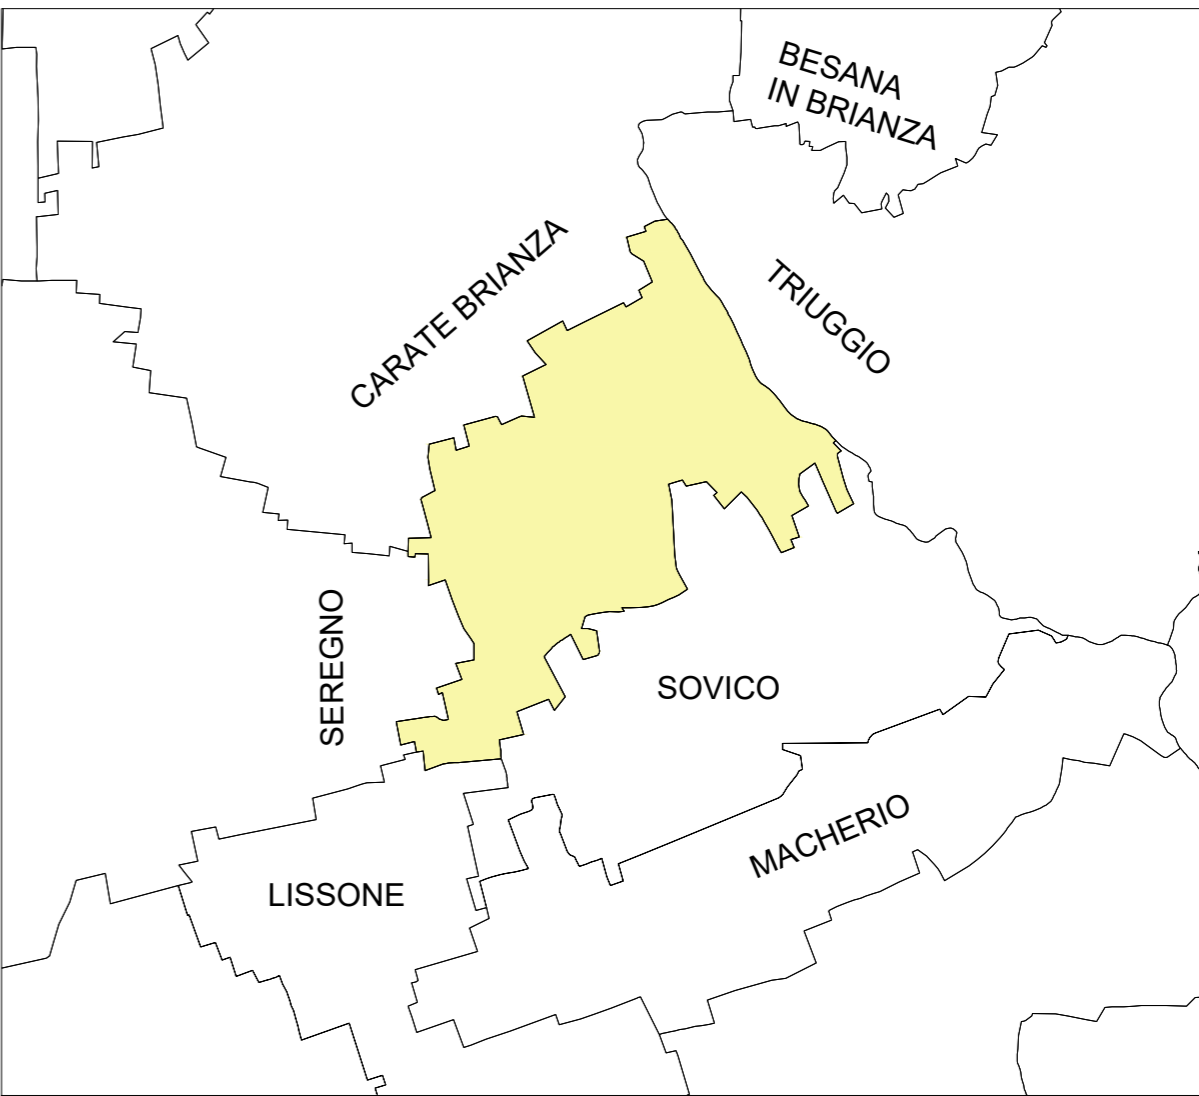 BESANA
IN BRIANZA
CARATE BRIANZA
TRIUGGIO
SEREGNO
SOVICO
MACHERIO
LISSONE